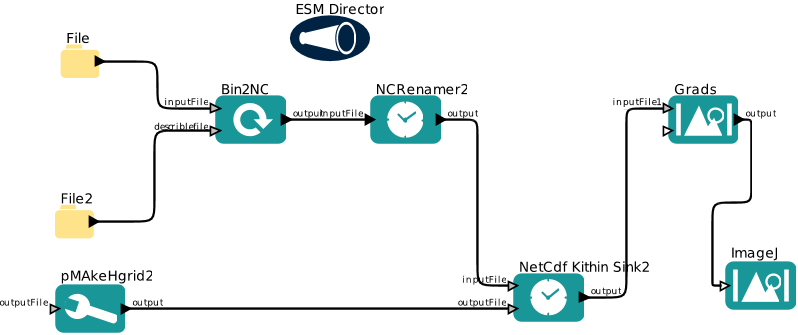 ESM Director
File
Bin2NC
NCRenamer2
Grads
inputFile
describlefile
output
inputFile
output
inputFile1
output
File2
pMAkeHgrid2
outputFile
output
NetCdf Kithin Sink2
inputFile
outputFile
output
ImageJ